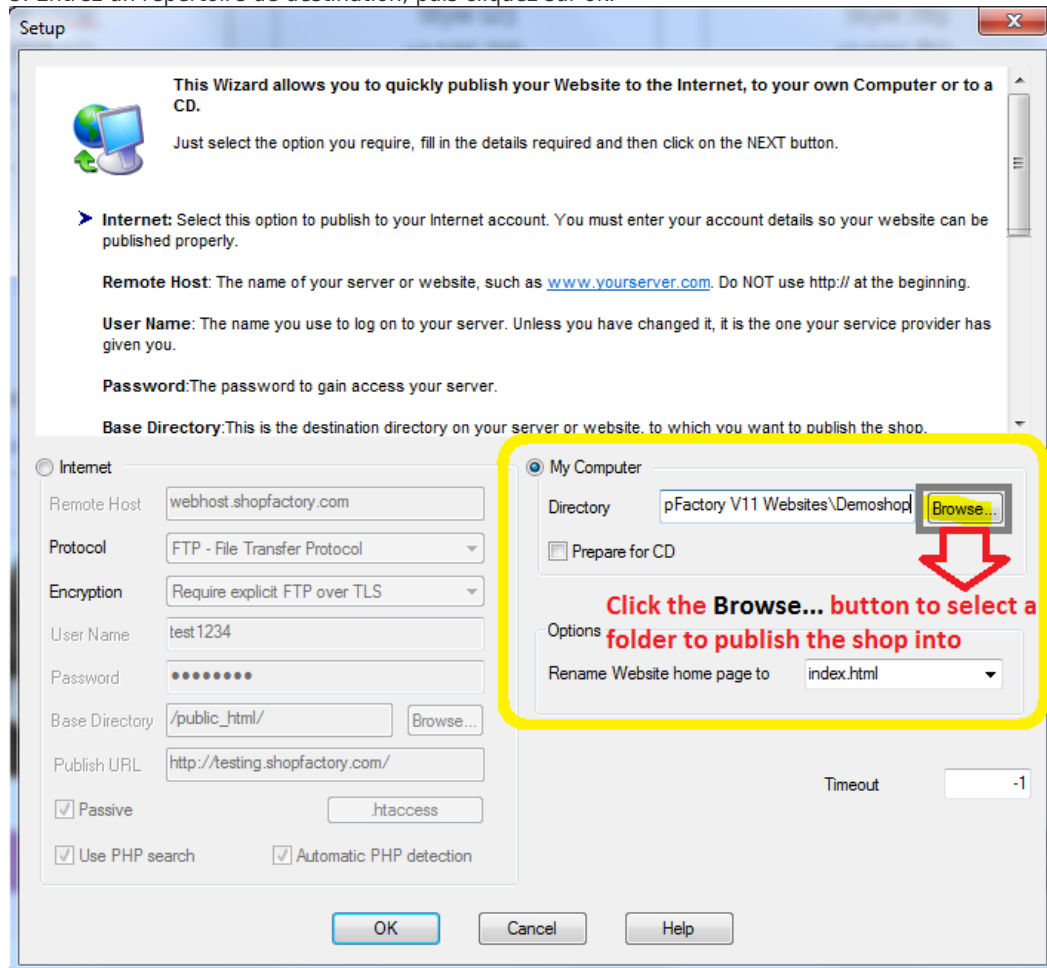 Setup
This Wizard allows you to quickly publish your Website to the Internet, to your own Computer or to a
CD.
Just select the option you require, fill in the details required and then click on the NEXT button.
Internet: Select this option to publish to your Internet account. You must enter your account details so your website can be
published properly.
Remote Host: The name of your server or website, such as www.yourserver.com. Do NOT use http:// at the beginning.
User Name: The name you use to log on to your server. Unless you have changed it, it is the one your service provider has
given you.
Password:The password to gain access your server.
Base Directory:This is the destination directory on your server or website, to which you want to publish the shop.
Internet
Remote Host webhost.shopfactory.com
Protocol FTP - File Transfer Protocol
Encryption Require explicit FTP over TLS
User Name test1234
Password ••••••••
Base Directory /public_html/ Browse...
Publish URL http://testing.shopfactory.com/
Passive .htaccess
Use PHP search Automatic PHP detection
My Computer
Directory pFactory V11 Websites\Demoshop Browse...
Prepare for CD
Click the Browse... button to select a
folder to publish the shop into
Options
Rename Website home page to index.html
Timeout -1
OK Cancel Help